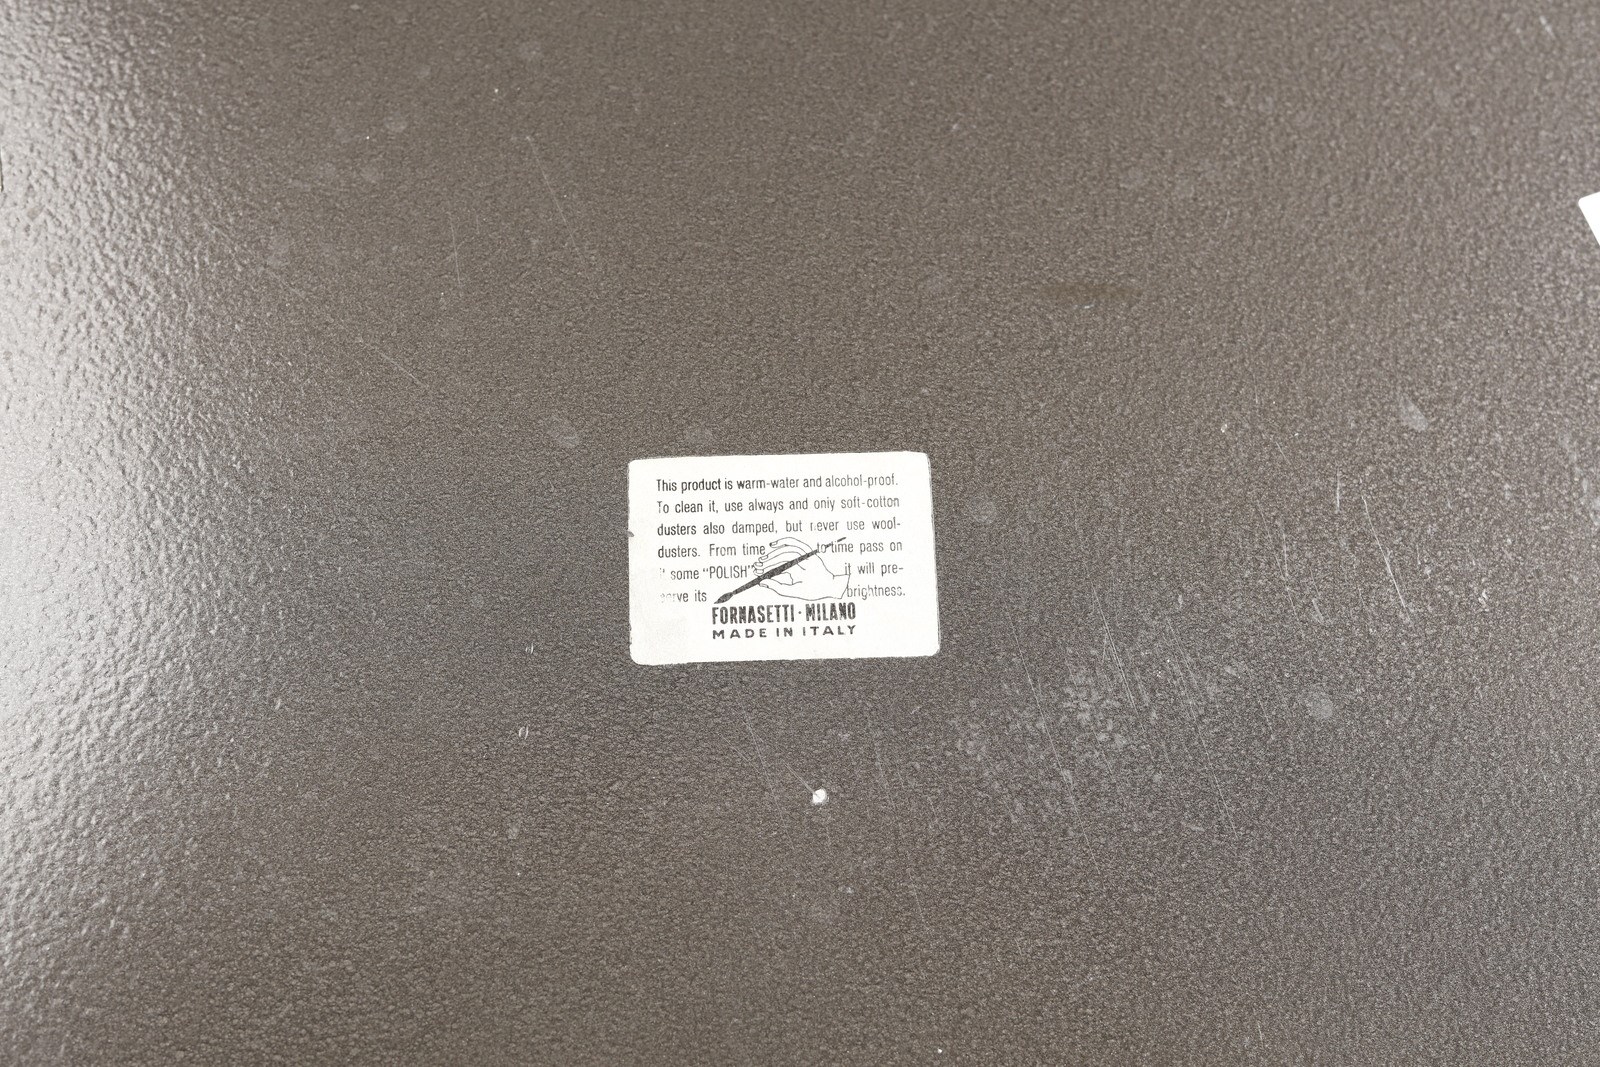 This product is warm-water and alcohol-proof.
To clean it, use always and only soft-cotton
dusters also damped, but never use wool-
dusters. From time to time pass on
it some "POLISH" it will pre-
serve its brightness.
FORNASETTI · MILANO
MADE IN ITALY